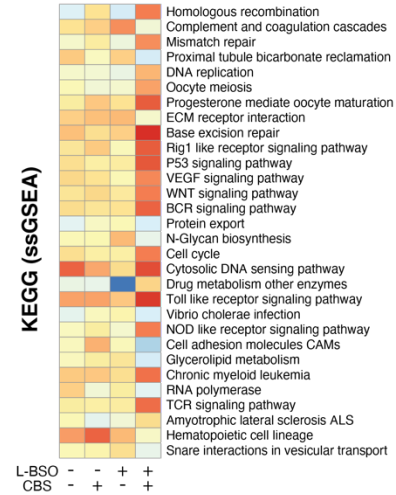 Homologous recombination
Complement and coagulation cascades
Mismatch repair
Proximal tubule bicarbonate reclamation
DNA replication
Oocyte meiosis
Progesterone mediate oocyte maturation
ECM receptor interaction
Base excision repair
Rig1 like receptor signaling pathway
P53 signaling pathway
VEGF signaling pathway
WNT signaling pathway
BCR signaling pathway
Protein export
N-Glycan biosynthesis
Cell cycle
Cytosolic DNA sensing pathway
Drug metabolism other enzymes
Toll like receptor signaling pathway
Vibrio celerae infection
NOD like receptor signaling pathway
Cell adhesion molecules CAMs
Glycerolipid metabolism
Chronic myeloid leukemia
RNA polymerase
TCR signaling pathway
Amyotrophic lateral sclerosis ALS
Hematopoietic cell lineage
Snare interactions in vesicular transport
KEGG (ssGSEA)
L-BSO - - + +
CBS - + - +